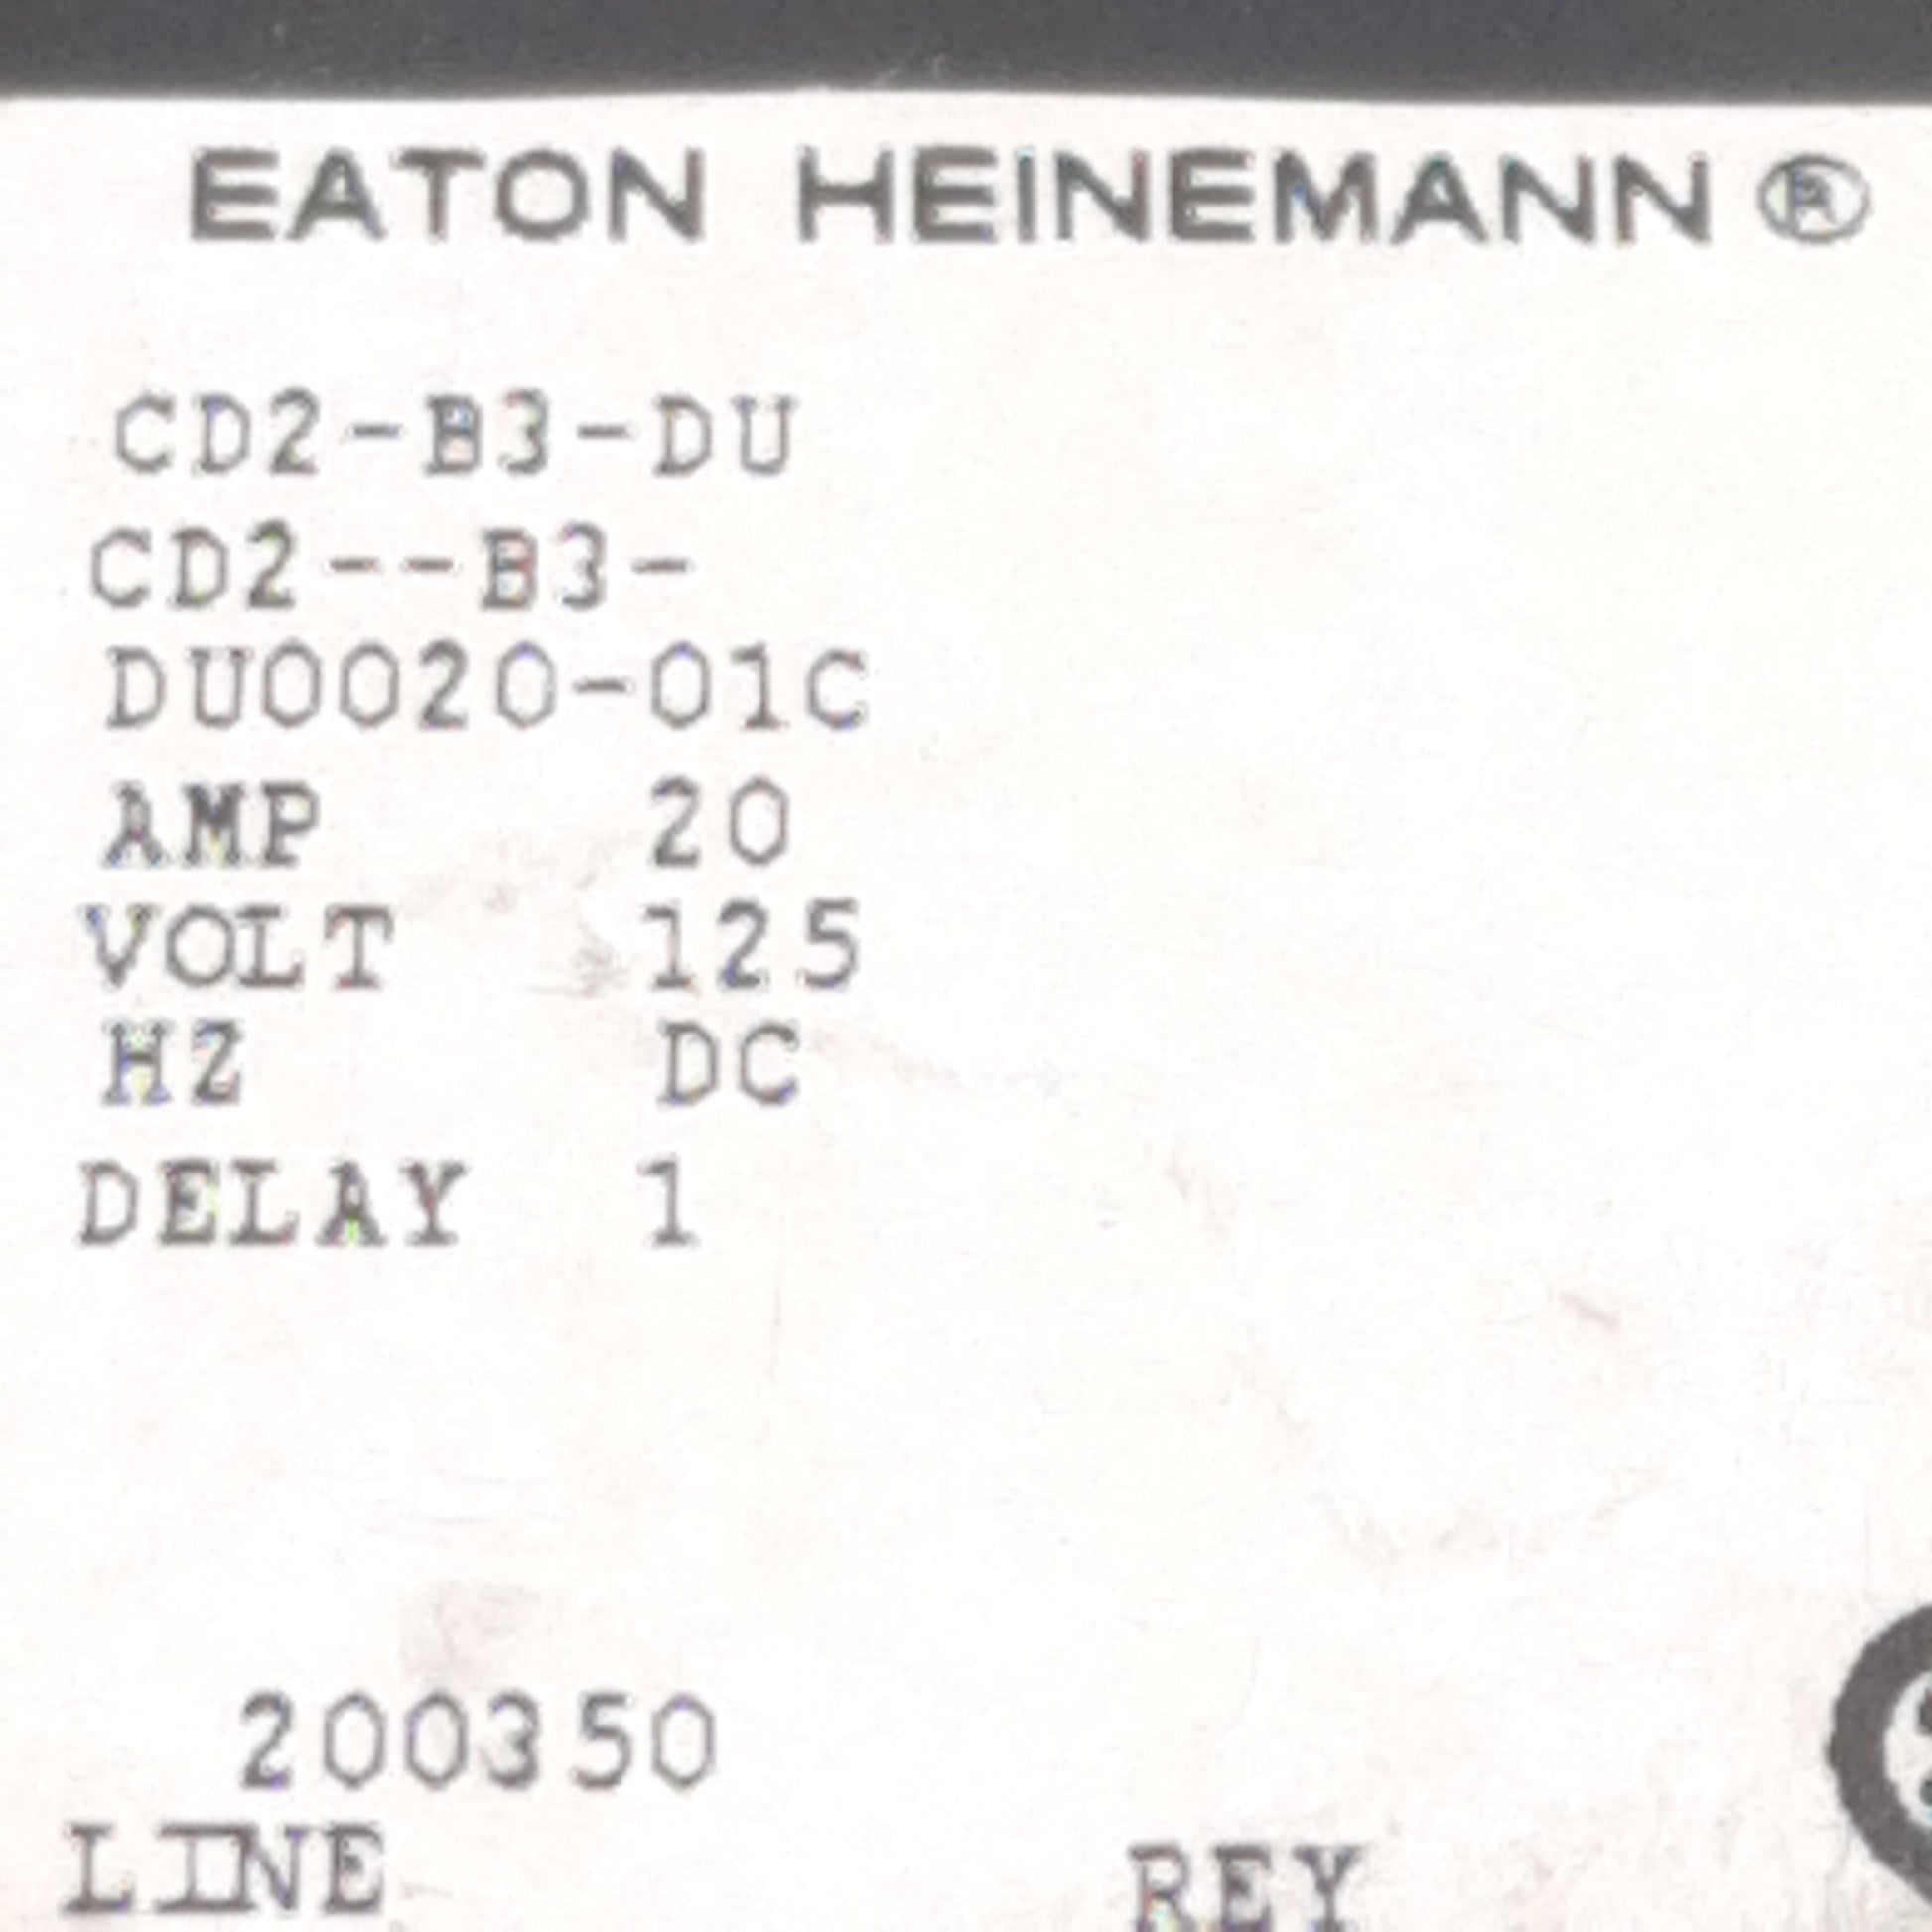 EATON HEINEMANN®
CD2-B3-DU
CD2--B3-
DU0020-01C
AMP 20
VOLT 125
HZ DC
DELAY 1
200350
LINE REY